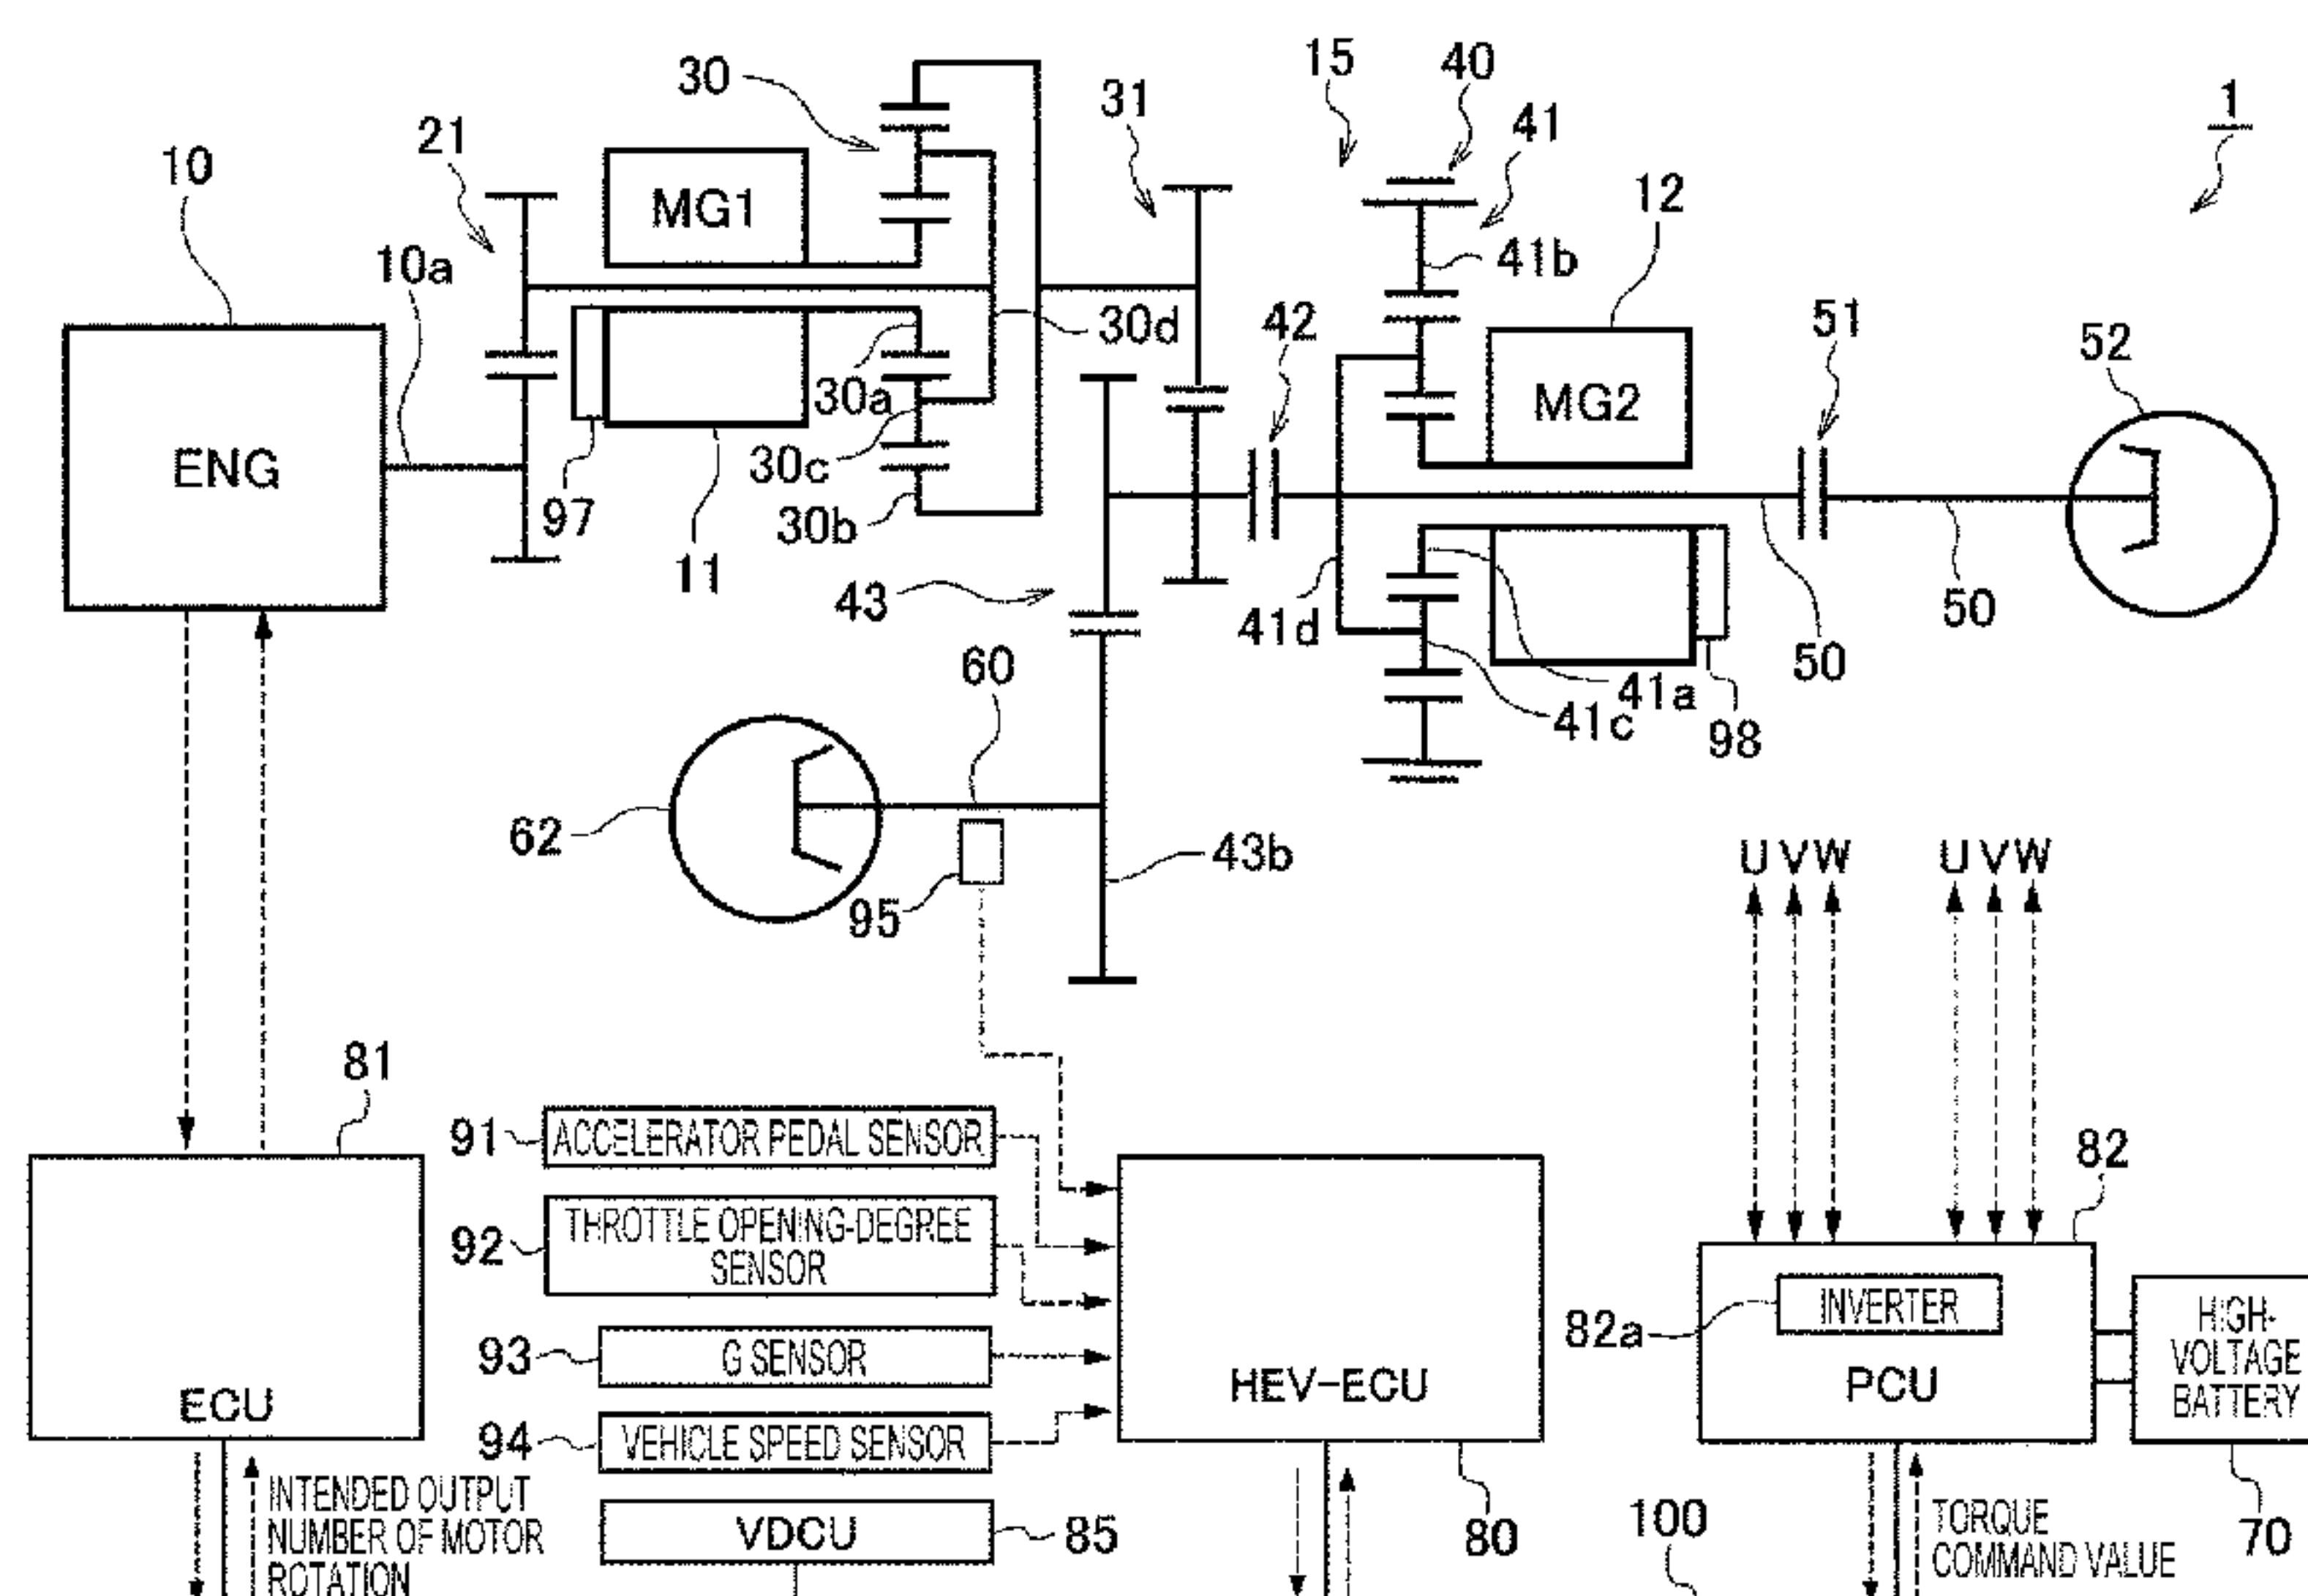 30
15
40
1
31
41
21
10
MG1
12
10a
41b
30d
42
51
52
30a
MG2
ENG
30c
97
30b
11
43
41d
50
50
60
41a
41c
98
62
43b
95
U V W
U V W
81
91
ACCELERATOR PEDAL SENSOR
82
92
THROTTLE OPENING-DEGREE
SENSOR
82a
INVERTER
HIGH-
VOLTAGE
BATTERY
93
G SENSOR
HEV-ECU
PCU
ECU
94
VEHICLE SPEED SENSOR
INTENDED OUTPUT
NUMBER OF MOTOR
ROTATION
VDCU
85
80
100
TORQUE
COMMAND VALUE
70